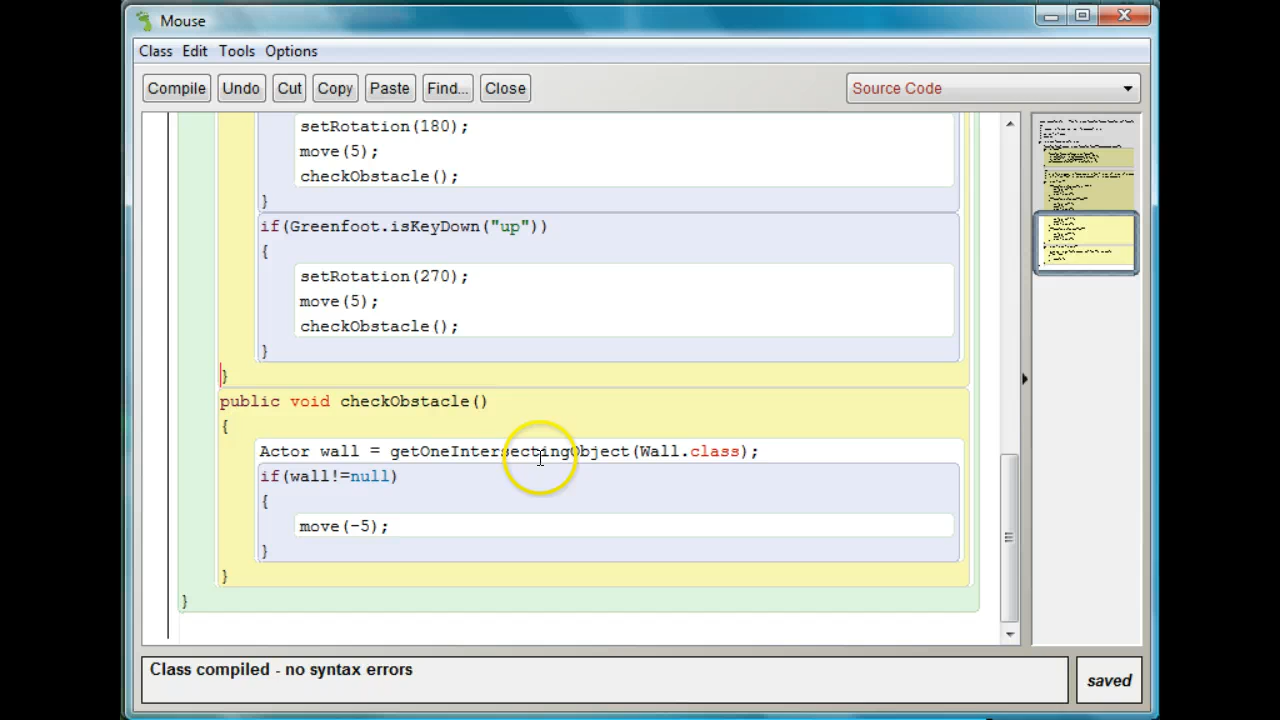 Mouse
Class Edit Tools Options
Compile Undo Cut Copy Paste Find... Close Source Code
setRotation(180);
move(5);
checkObstacle();
}
if(Greenfoot.isKeyDown("up"))
{
setRotation(270);
move(5);
checkObstacle();
}
}
public void checkObstacle()
{
Actor wall = getOneIntersectingObject(Wall.class);
if(wall!=null)
{
move(-5);
}
}
}
Class compiled - no syntax errors
saved